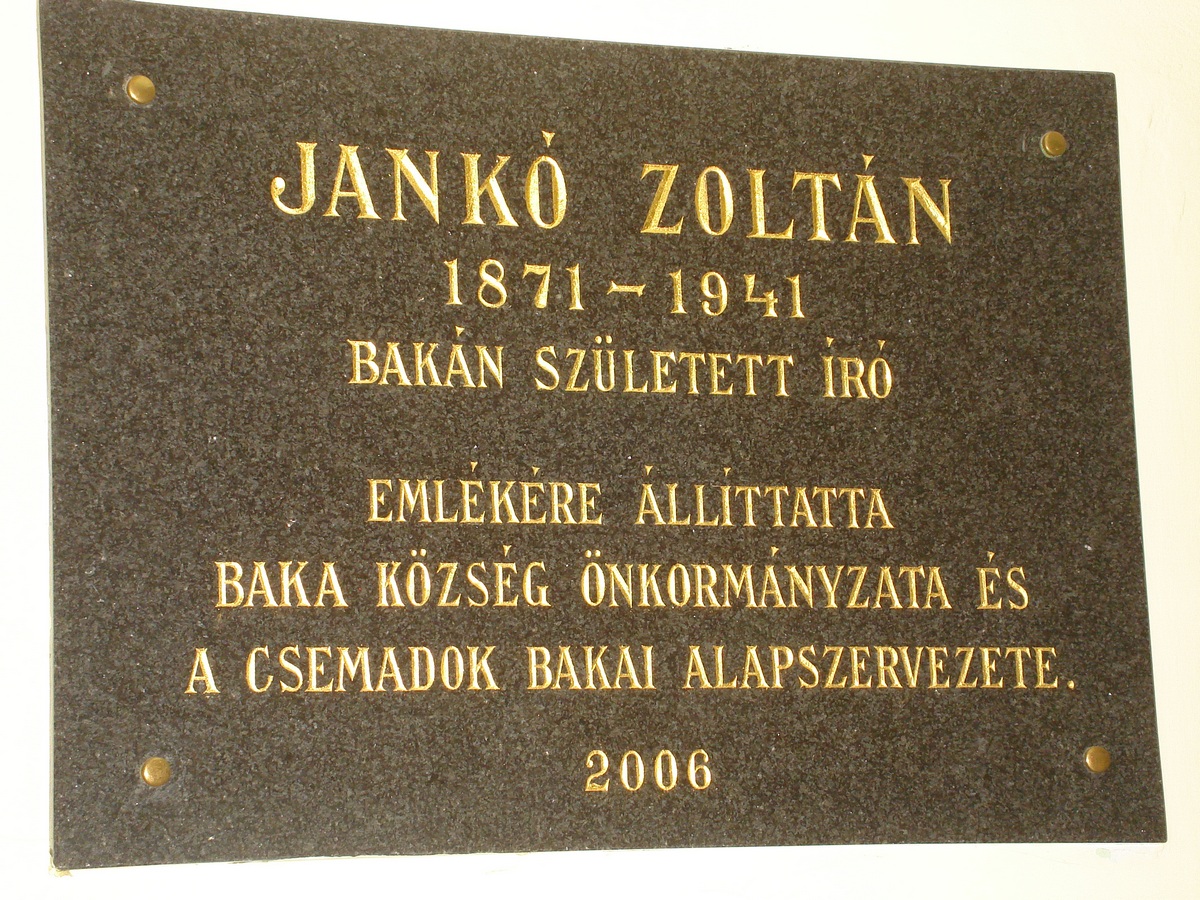 JANKÓ ZOLTÁN
1871 – 1941
BAKÁN SZÜLETETT ÍRÓ
EMLÉKÉRE ÁLLÍTTATTA
BAKA KÖZSÉG ÖNKORMÁNYZATA ÉS
A CSEMADOK BAKAI ALAPSZERVEZETE.
2006